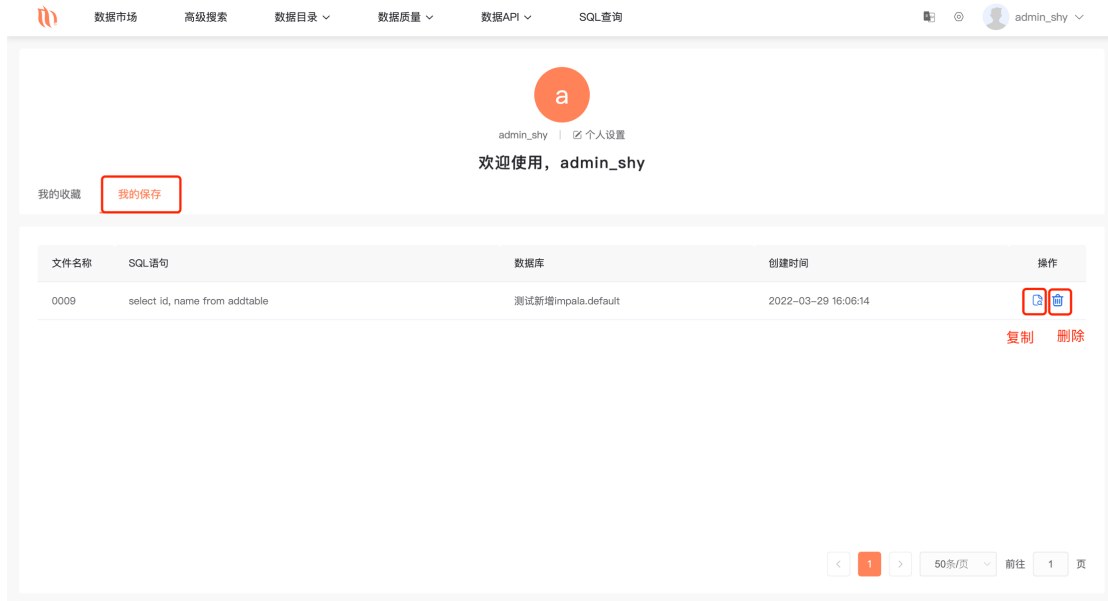 数据市场 高级搜索 数据目录 数据质量 数据API SQL查询 admin_shy
a
admin_shy 个人设置
欢迎使用，admin_shy
我的收藏 我的保存
文件名称 SQL语句 数据库 创建时间 操作
0009 select id, name from addtable 测试新增impala.default 2022-03-29 16:06:14
复制 删除
1 50条/页 前往 1 页